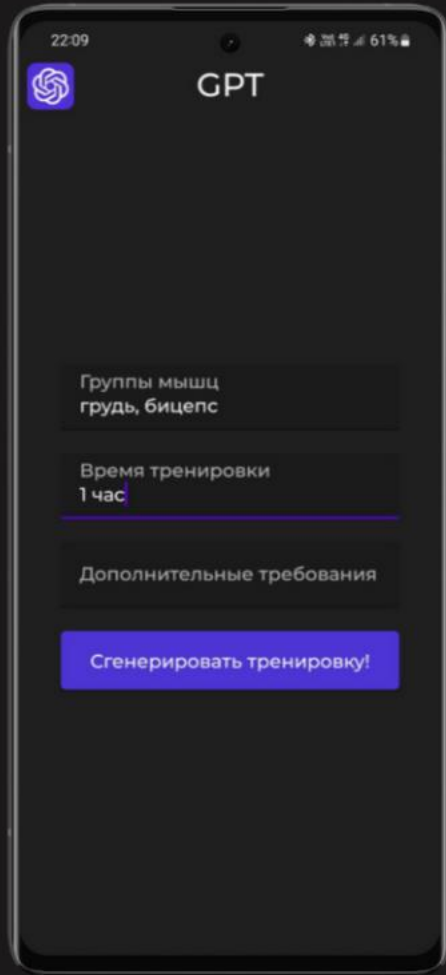 22:09
61%
GPT
Группы мышц
грудь, бицепс
Время тренировки
1 час
Дополнительные требования
Сгенерировать тренировку!